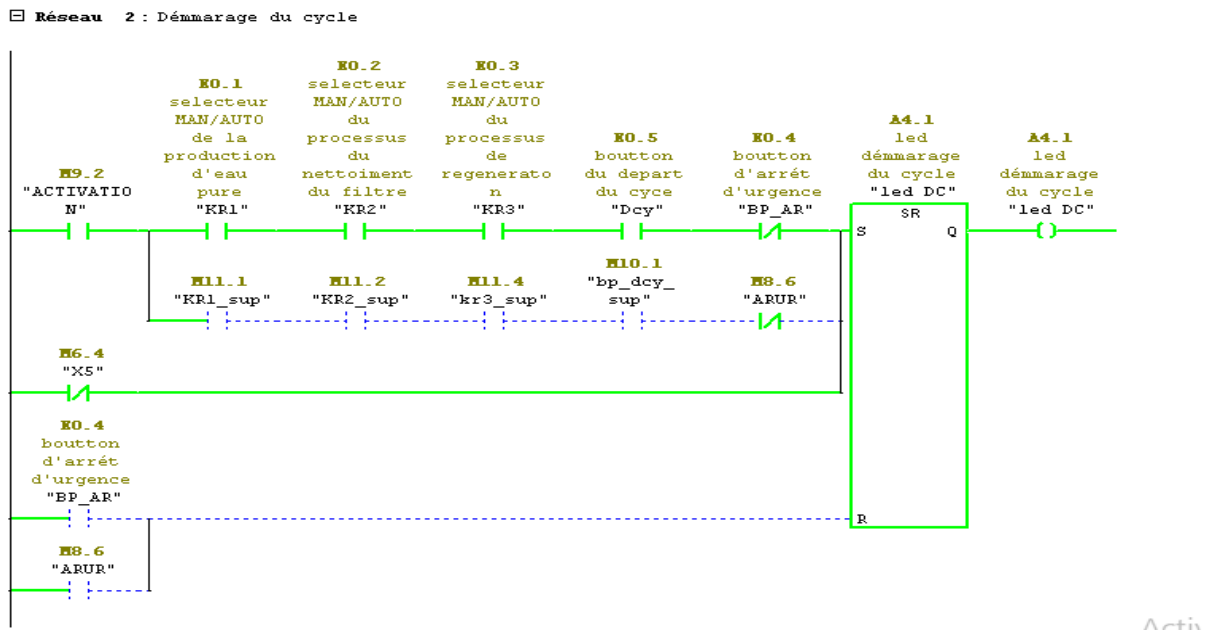 Réseau 2 : Démmarage du cycle
E0.1
selecteur
MAN/AUTO
de la
production
d'eau
pure
"KR1"
E0.2
selecteur
MAN/AUTO
du
processus
du
nettoiment
du filtre
"KR2"
E0.3
selecteur
MAN/AUTO
du
processus
de
regenerato
n
"KR3"
M9.2
"ACTIVATIO
N"
E0.5
boutton
du depart
du cyce
"Dcy"
E0.4
boutton
d'arrét
d'urgence
"BP_AR"
A4.1
led
démmarage
du cycle
"led DC"
A4.1
led
démmarage
du cycle
"led DC"
SR
S
Q
M11.1
"KR1_sup"
M11.2
"KR2_sup"
M11.4
"kr3_sup"
M10.1
"bp_dcy_
sup"
M8.6
"ARUR"
M6.4
"X5"
E0.4
boutton
d'arrét
d'urgence
"BP_AR"
R
M8.6
"ARUR"